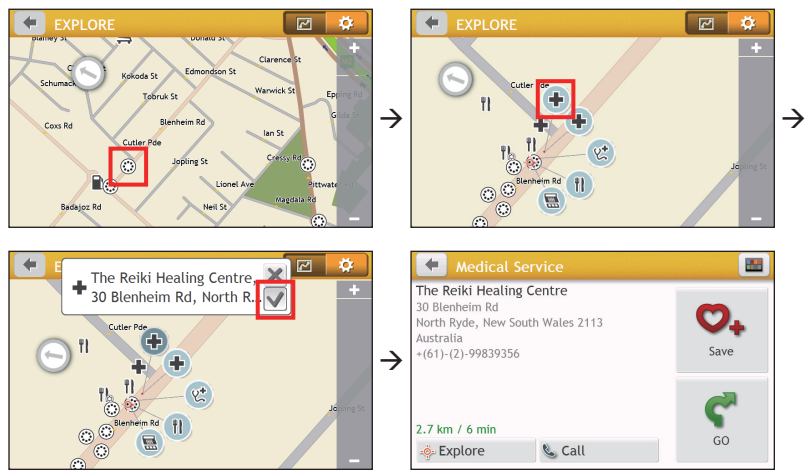 EXPLORE
Blamey St
Donald St
Clarence St
Schumack
Kokoda St
Edmondson St
Warwick St
Epping Rd
Tobruk St
Coxs Rd
Blenheim Rd
Ian St
Cutler Pde
Jopling St
Cressy Rd
Lionel Ave
Pittwater
Magdala Rd
Badajoz Rd
Neil St
EXPLORE
Cutler Pde
Jopling St
Blenheim Rd
The Reiki Healing Centre,
30 Blenheim Rd, North R...
Cutler Pde
Jopling St
Blenheim Rd
Medical Service
The Reiki Healing Centre
30 Blenheim Rd
North Ryde, New South Wales 2113
Australia
+(61)-(2)-99839356
Save
2.7 km / 6 min
GO
Explore
Call